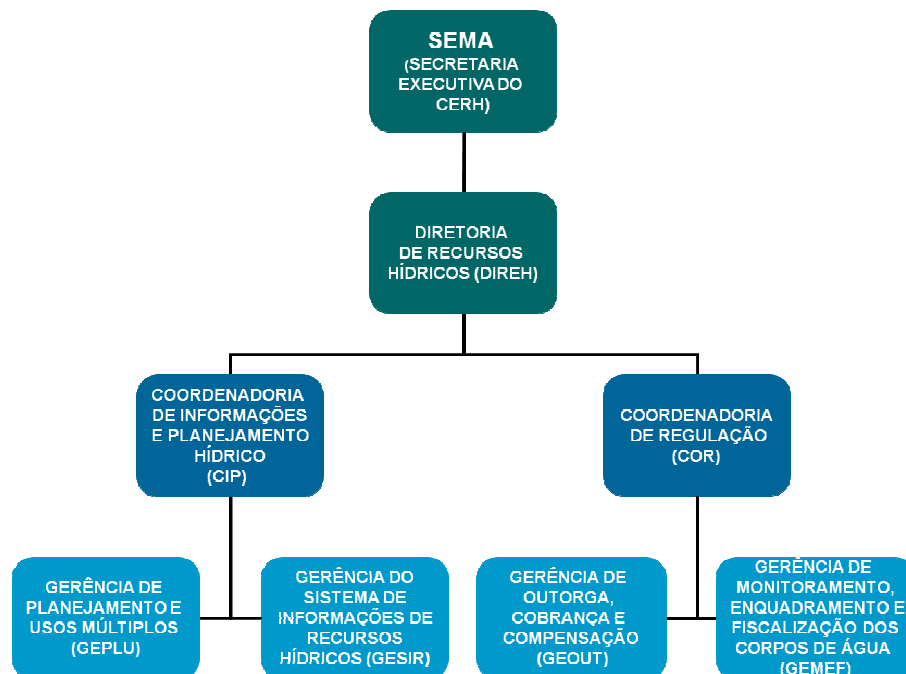 SEMA
(SECRETARIA
EXECUTIVA DO
CERH)
DIRETORIA
DE RECURSOS
HÍDRICOS (DIREH)
COORDENADORIA
DE INFORMAÇÕES
E PLANEJAMENTO
HÍDRICO
(CIP)
COORDENADORIA
DE REGULAÇÃO
(COR)
GERÊNCIA DE
PLANEJAMENTO E
USOS MÚLTIPLOS
(GEPLU)
GERÊNCIA DO
SISTEMA DE
INFORMAÇÕES DE
RECURSOS
HÍDRICOS (GESIR)
GERÊNCIA DE
OUTORGA,
COBRANÇA E
COMPENSAÇÃO
(GEOUT)
GERÊNCIA DE
MONITORAMENTO,
ENQUADRAMENTO E
FISCALIZAÇÃO DOS
CORPOS DE ÁGUA
(GEMEF)